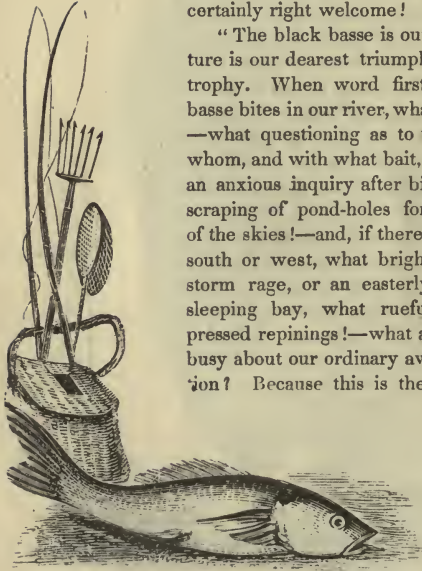 certainly right welcome!
"The black basse is ou
ture is our dearest triumph
trophy. When word first
basse bites in our river, wha
—what questioning as to
whom, and with what bait,
an anxious inquiry after bi
scraping of pond-holes for
of the skies!—and, if there
south or west, what brigh
storm rage, or an easterly
sleeping bay, what ruefu
pressed repinings!—what a
busy about our ordinary av
ion? Because this is the